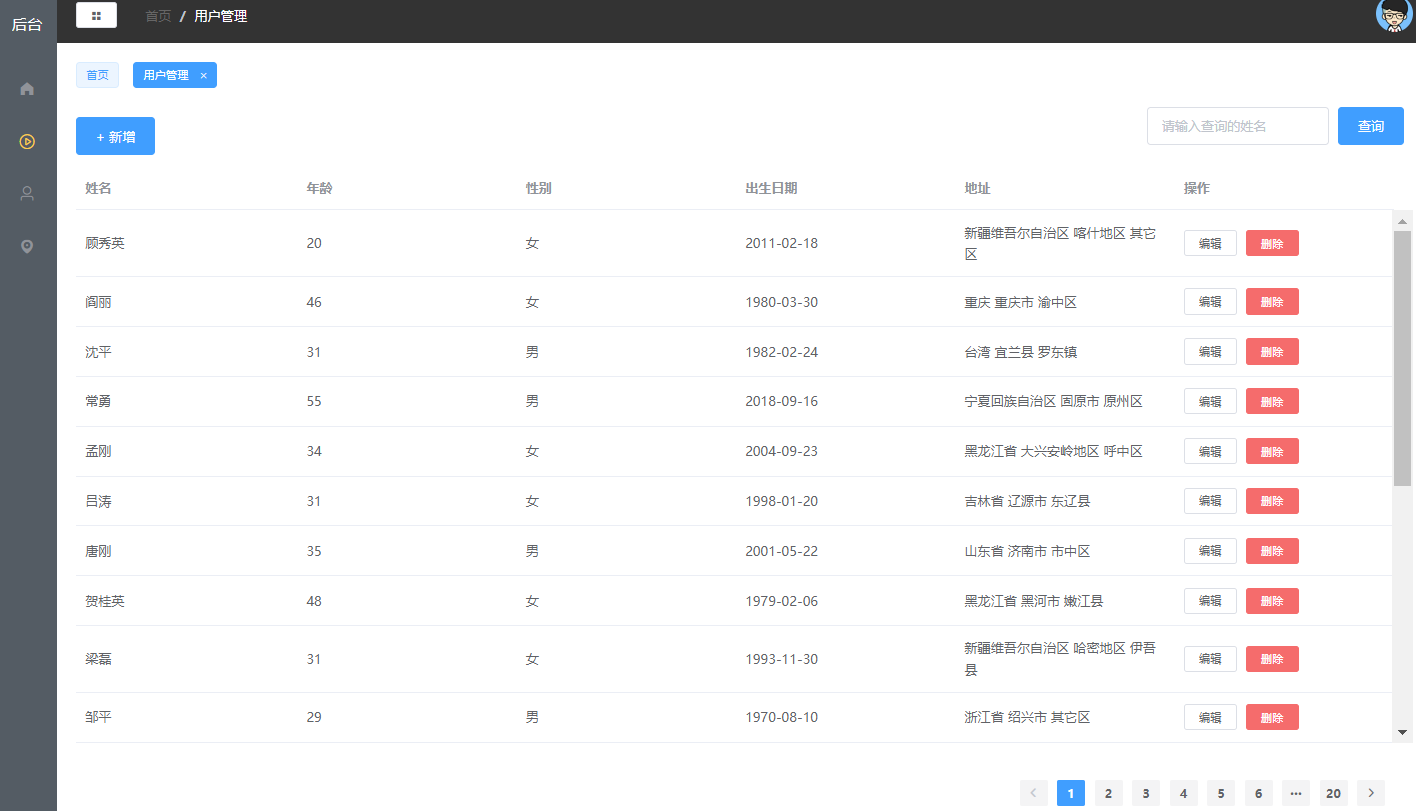 后台
首页 / 用户管理
首页 用户管理 ×
+ 新增 请输入查询的姓名 查询
姓名 年龄 性别 出生日期 地址 操作
顾秀英 20 女 2011-02-18 新疆维吾尔自治区 喀什地区 其它 编辑 删除
区
阎丽 46 女 1980-03-30 重庆 重庆市 渝中区 编辑 删除
沈平 31 男 1982-02-24 台湾 宜兰县 罗东镇 编辑 删除
常勇 55 男 2018-09-16 宁夏回族自治区 固原市 原州区 编辑 删除
孟刚 34 女 2004-09-23 黑龙江省 大兴安岭地区 呼中区 编辑 删除
吕涛 31 女 1998-01-20 吉林省 辽源市 东辽县 编辑 删除
唐刚 35 男 2001-05-22 山东省 济南市 市中区 编辑 删除
贺桂英 48 女 1979-02-06 黑龙江省 黑河市 嫩江县 编辑 删除
梁磊 31 女 1993-11-30 新疆维吾尔自治区 哈密地区 伊吾 编辑 删除
县
邹平 29 男 1970-08-10 浙江省 绍兴市 其它区 编辑 删除
< 1 2 3 4 5 6 ··· 20 >